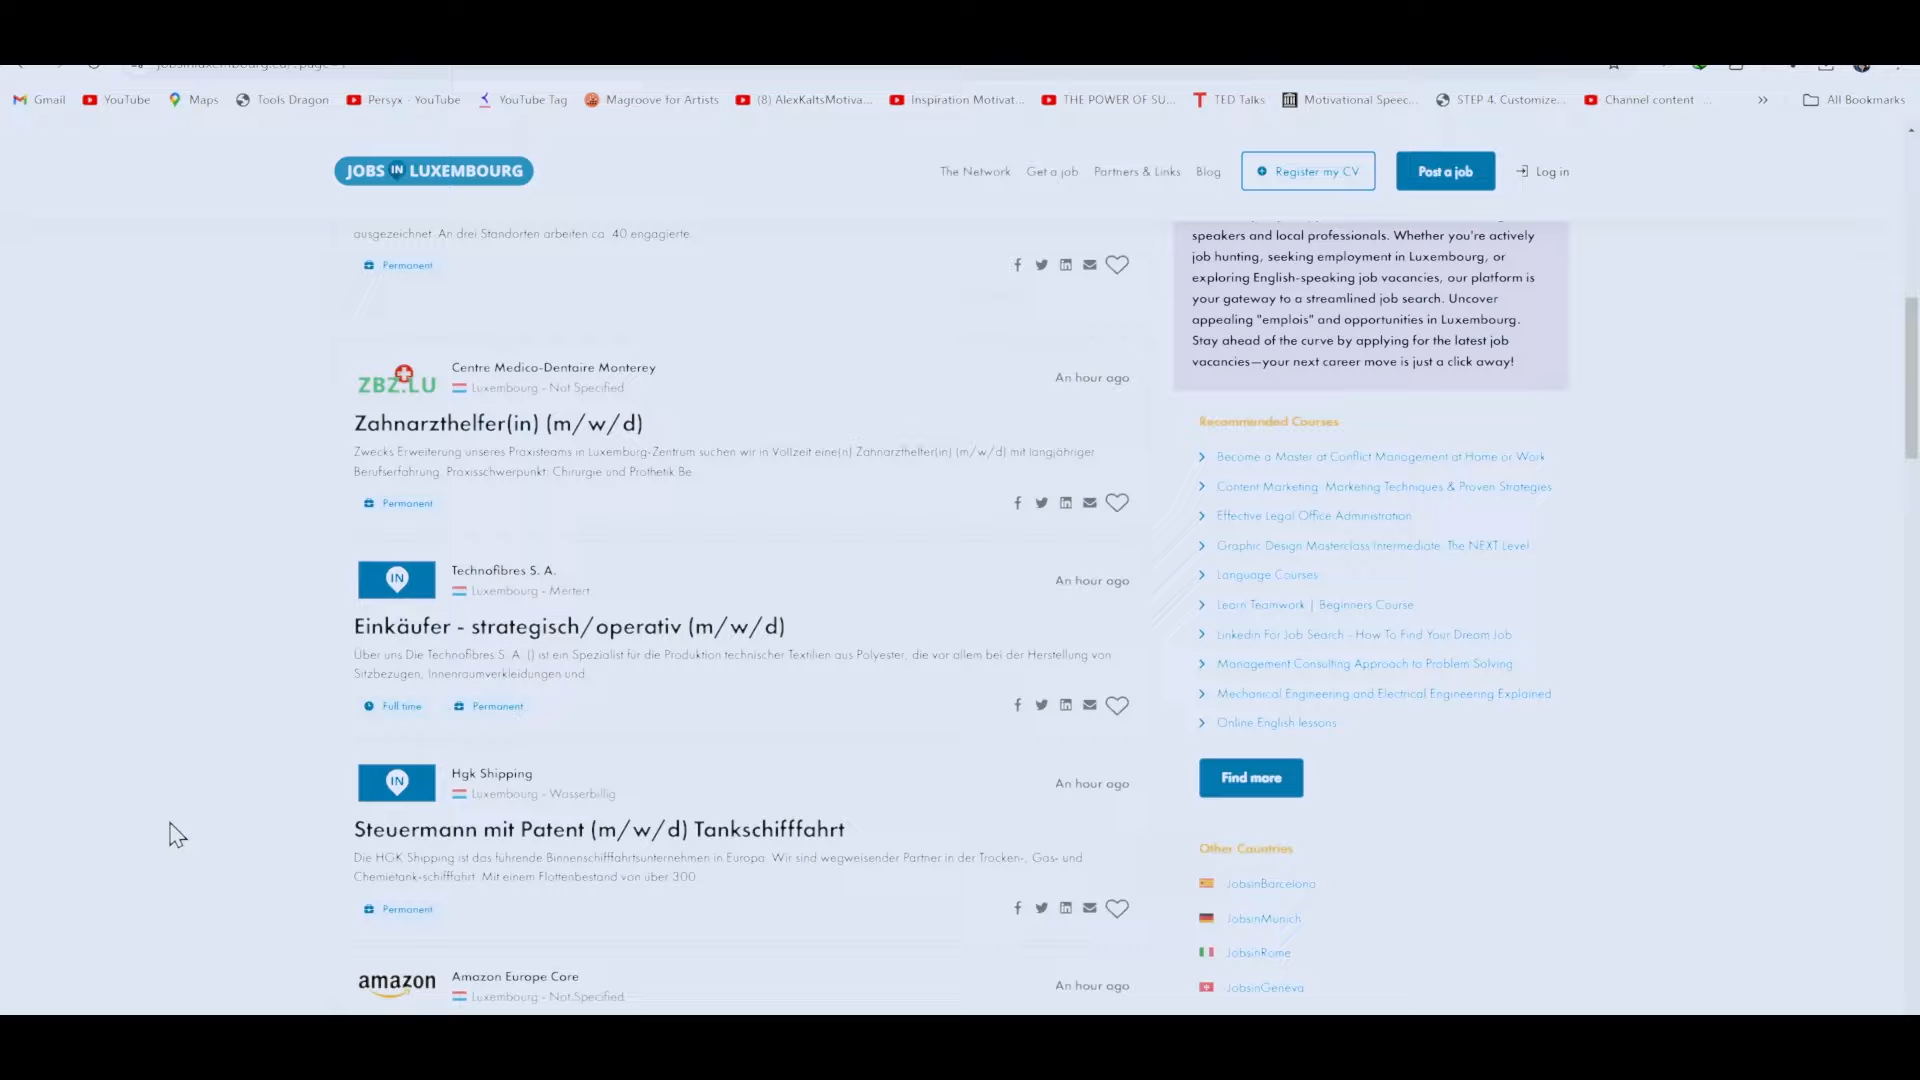 Gmail
YouTube
Maps
Tools Dragon
Persyx - YouTube
YouTube Tag
Magroove for Artists
(8) AlexKaltsMotiva...
Inspiration Motivat...
THE POWER OF SU...
TED Talks
Motivational Speec...
STEP 4. Customize...
Channel content ...
All Bookmarks
JOBS IN LUXEMBOURG
The Network
Get a job
Partners & Links
Blog
Register my CV
Post a job
Log in
ausgezeichnet. An drei Standorten arbeiten ca. 40 engagierte...
Permanent
ZBZ.LU
Centre Medico-Dentaire Monterey
Luxembourg - Not Specified
An hour ago
Zahnarzthelfer(in) (m/w/d)
Zwecks Erweiterung unseres Praxisteams in Luxemburg-Zentrum suchen wir in Vollzeit eine(n) Zahnarzthelfer(in) (m/w/d) mit langjähriger
Berufserfahrung. Praxisschwerpunkt: Chirurgie und Prothetik Be...
Permanent
IN
Technofibres S. A.
Luxembourg - Mertert
An hour ago
Einkäufer - strategisch/operativ (m/w/d)
Über uns Die Technofibres S. A. () ist ein Spezialist für die Produktion technischer Textilien aus Polyester, die vor allem bei der Herstellung von
Sitzbezügen, Innenraumverkleidungen und...
Full time
Permanent
IN
Hgk Shipping
Luxembourg - Wasserbillig
An hour ago
Steuermann mit Patent (m/w/d) Tankschifffahrt
Die HGK Shipping ist das führende Binnenschifffahrtsunternehmen in Europa. Wir sind wegweisender Partner in der Trocken-, Gas- und
Chemietank-schifffahrt. Mit einem Flottenbestand von über 300...
Permanent
amazon
Amazon Europe Core
Luxembourg - Not Specified
An hour ago
speakers and local professionals. Whether you're actively
job hunting, seeking employment in Luxembourg, or
exploring English-speaking job vacancies, our platform is
your gateway to a streamlined job search. Uncover
appealing "emplois" and opportunities in Luxembourg.
Stay ahead of the curve by applying for the latest job
vacancies—your next career move is just a click away!
Recommended Courses
Become a Master at Conflict Management at Home or Work
Content Marketing: Marketing Techniques & Proven Strategies
Effective Legal Office Administration
Graphic Design Masterclass Intermediate: The NEXT Level
Language Courses
Learn Teamwork | Beginners Course
Linkedin For Job Search - How To Find Your Dream Job
Management Consulting Approach to Problem Solving
Mechanical Engineering and Electrical Engineering Explained
Online English lessons
Find more
Other Countries
JobsinBarcelona
JobsinMunich
JobsinRome
JobsinGeneva